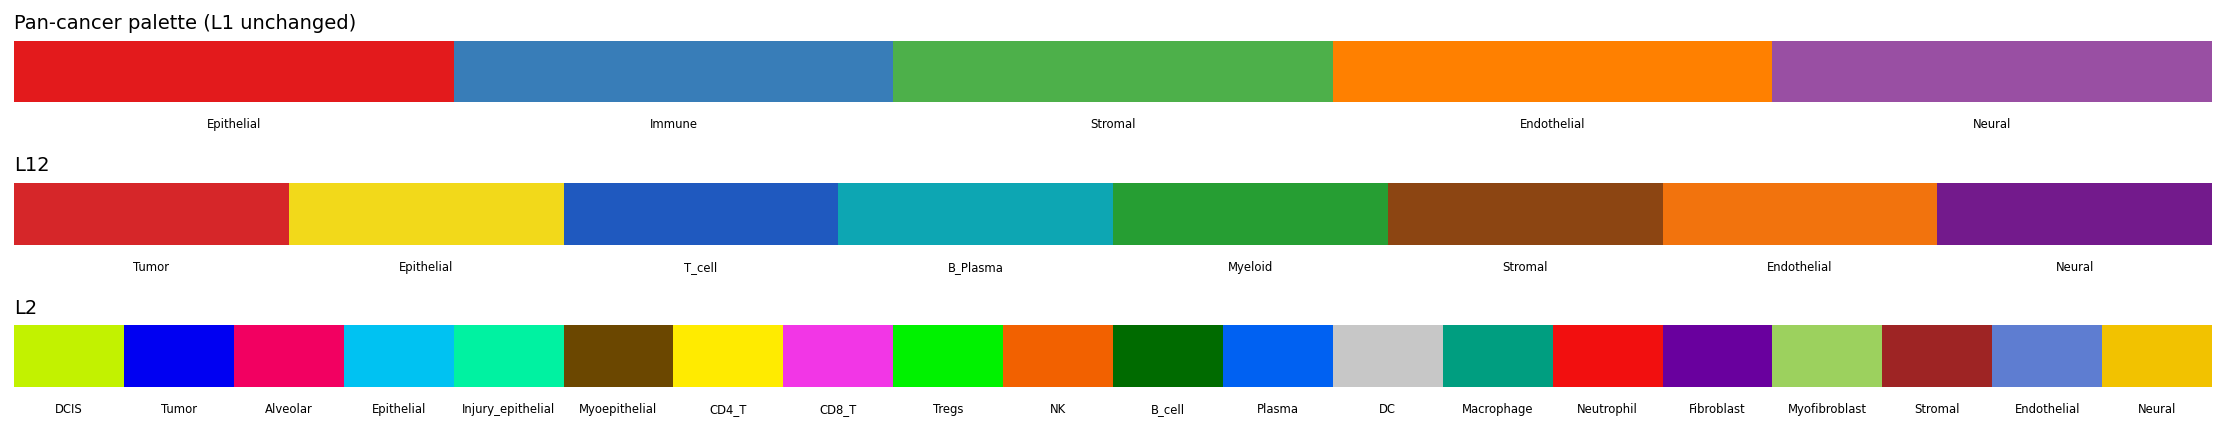 Pan-cancer palette (L1 unchanged)
Epithelial Immune Stromal Endothelial Neural
L12
Tumor Epithelial T_cell B_Plasma Myeloid Stromal Endothelial Neural
L2
DCIS Tumor Alveolar Epithelial Injury_epithelial Myoepithelial CD4_T CD8_T Tregs NK B_cell Plasma DC Macrophage Neutrophil Fibroblast Myofibroblast Stromal Endothelial Neural